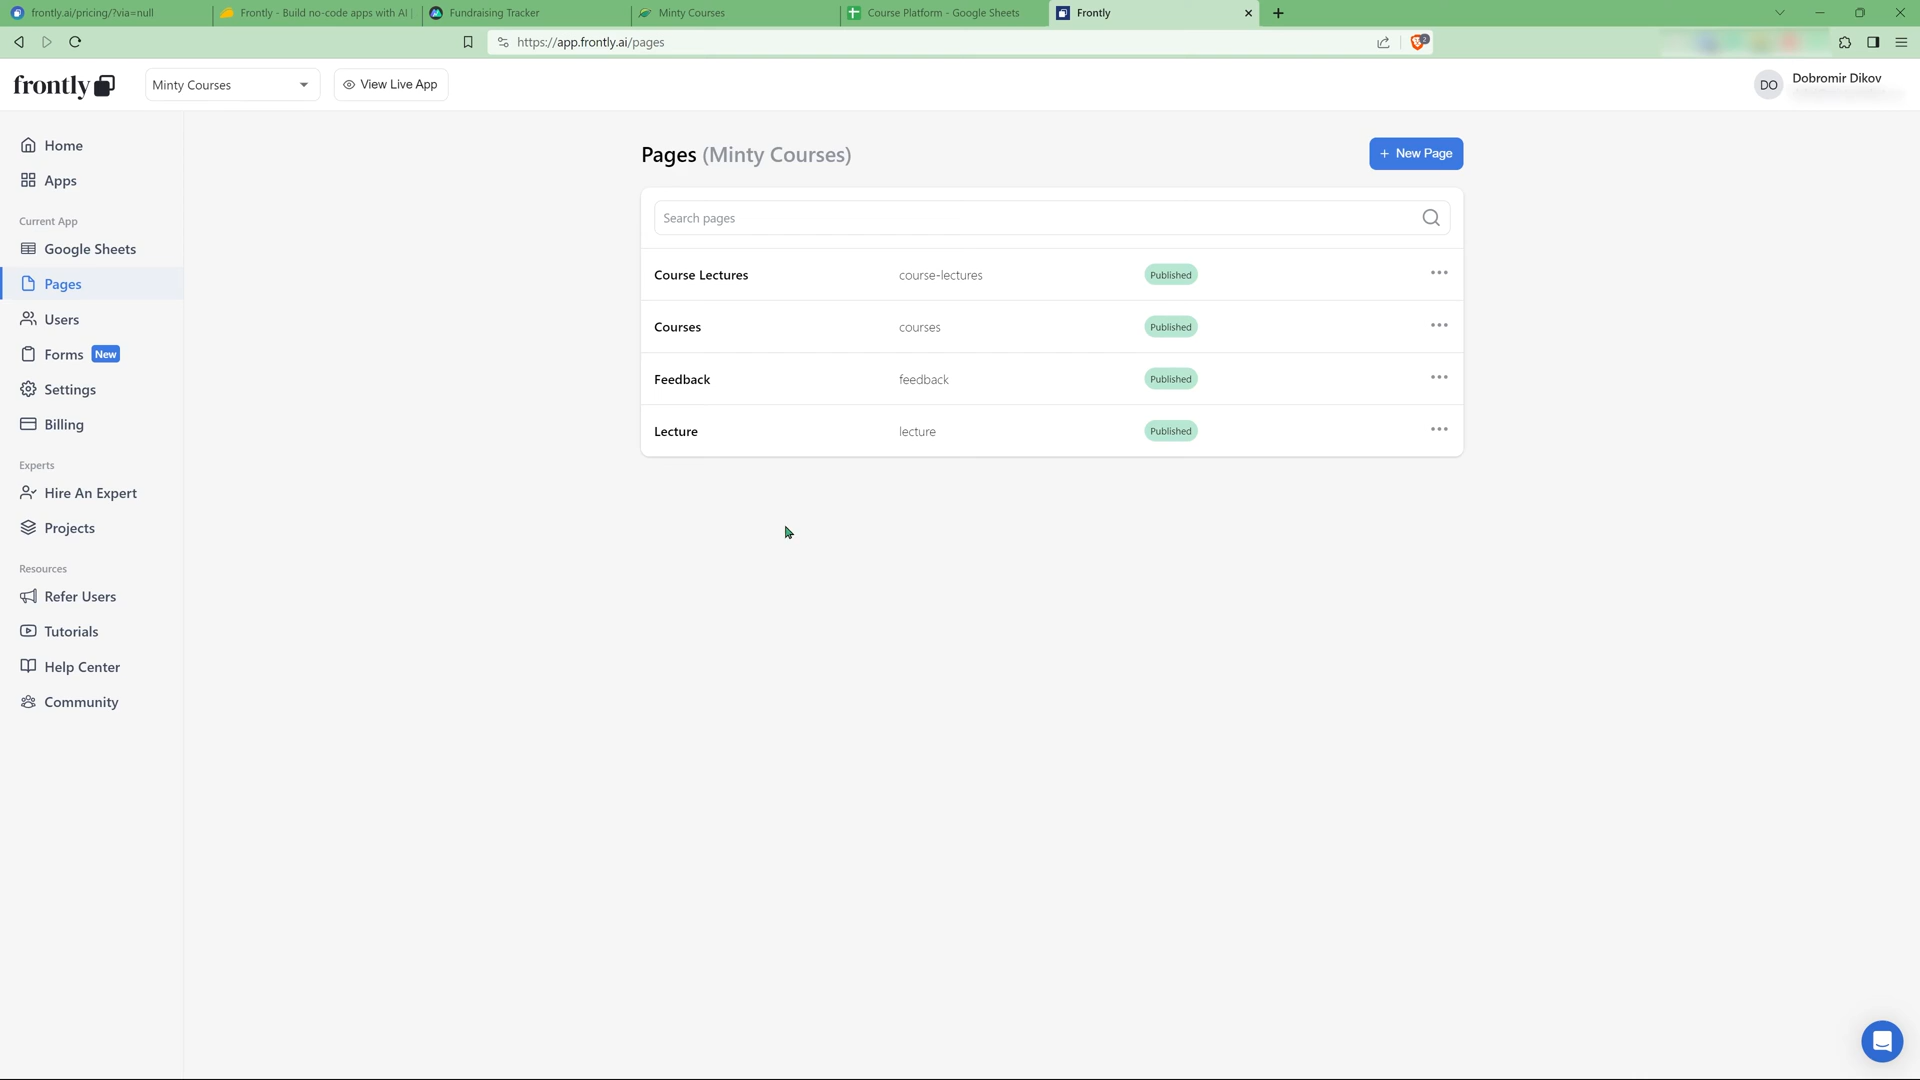 frontly.ai/pricing/?via=null
Frontly - Build no-code apps with AI
Fundraising Tracker
Minty Courses
Course Platform - Google Sheets
Frontly
https://app.frontly.ai/pages
2
frontly
Minty Courses
View Live App
DO
Dobromir Dikov
Home
Apps
Current App
Google Sheets
Pages
Users
Forms New
Settings
Billing
Experts
Hire An Expert
Projects
Resources
Refer Users
Tutorials
Help Center
Community
Pages (Minty Courses)
+ New Page
Search pages
Course Lectures course-lectures Published
Courses courses Published
Feedback feedback Published
Lecture lecture Published